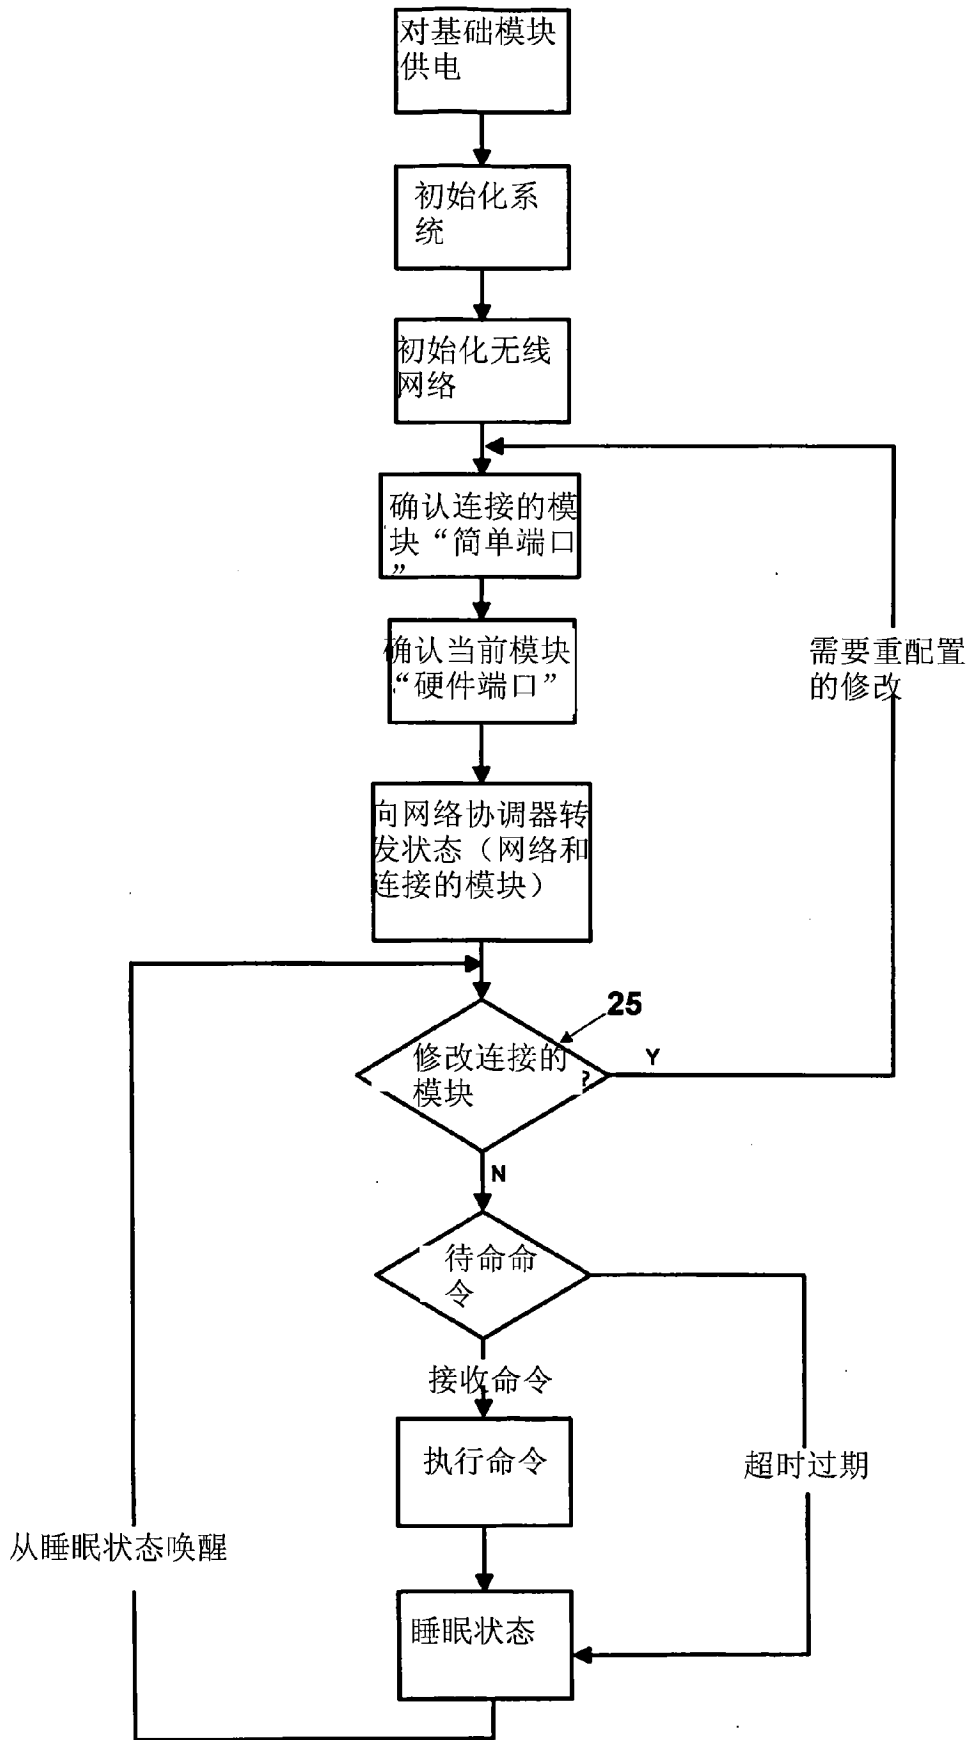 对基础模块
供电
初始化系
统
初始化无线
网络
确认连接的模
块“简单端口
”
确认当前模块
“硬件端口”
需要重配置
的修改
向网络协调器转
发状态（网络和
连接的模块）
25
修改连接的
模块
?
Y
N
待命命
令
接收命令
执行命令
超时过期
从睡眠状态唤醒
睡眠状态